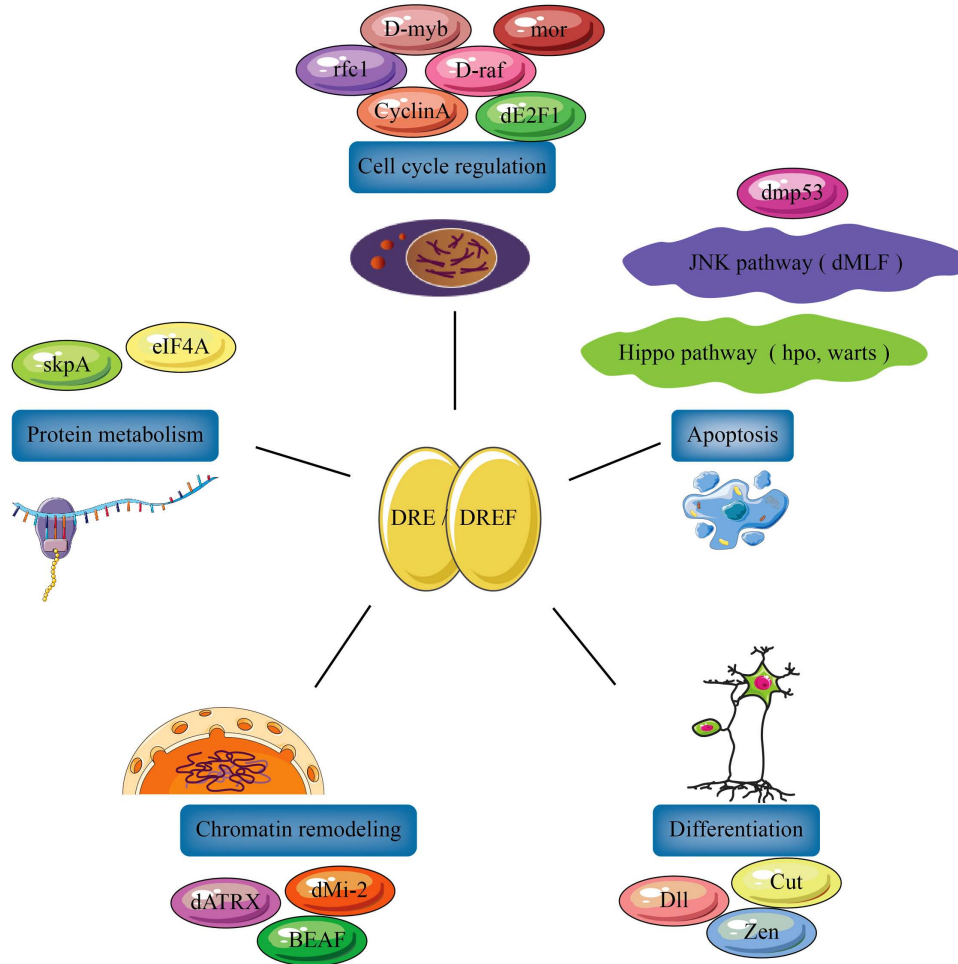 D-myb
mor
rfc1
D-raf
CyclinA
dE2F1
Cell cycle regulation
dmp53
JNK pathway ( dMLF )
Hippo pathway ( hpo, warts )
Apoptosis
skpA
eIF4A
Protein metabolism
DRE / DREF
Chromatin remodeling
dATRX
dMi-2
BEAF
Differentiation
Dll
Cut
Zen